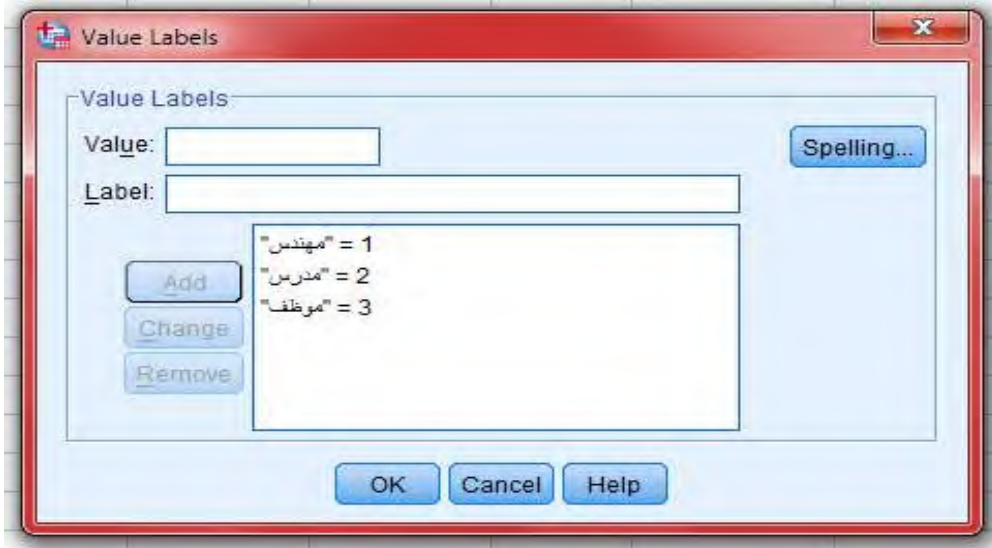 Value Labels
Value Labels
Value:
Spelling...
Label:
"مهندس" = 1
"مدرس" = 2
"موظف" = 3
Add
Change
Remove
OK Cancel Help